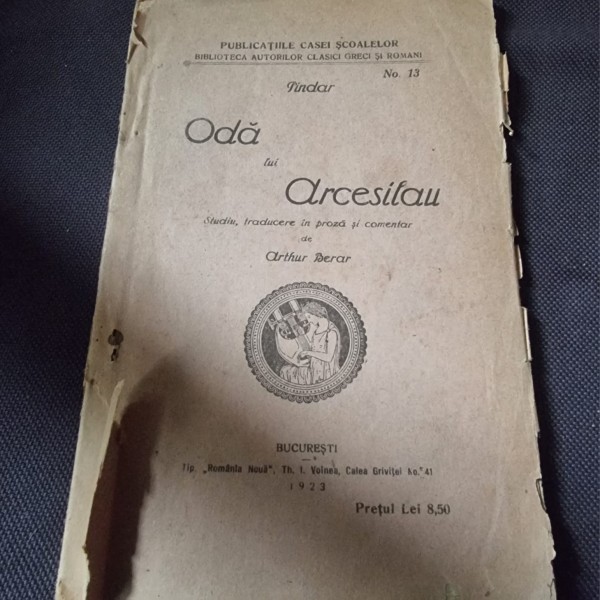 PUBLICAȚIILE CASEI ȘCOALELOR
BIBLIOTECA AUTORILOR CLASICI GRECI ȘI ROMANI
No. 13
Pindar
Odă
lui
Arcesilau
Studiu, traducere în proză și comentar
de
Arthur Berar
BUCUREȘTI
Tip. „Românla Nouă”, Th. I. Voinea, Calea Griviței No. 41
1923
Prețul Lei 8,50